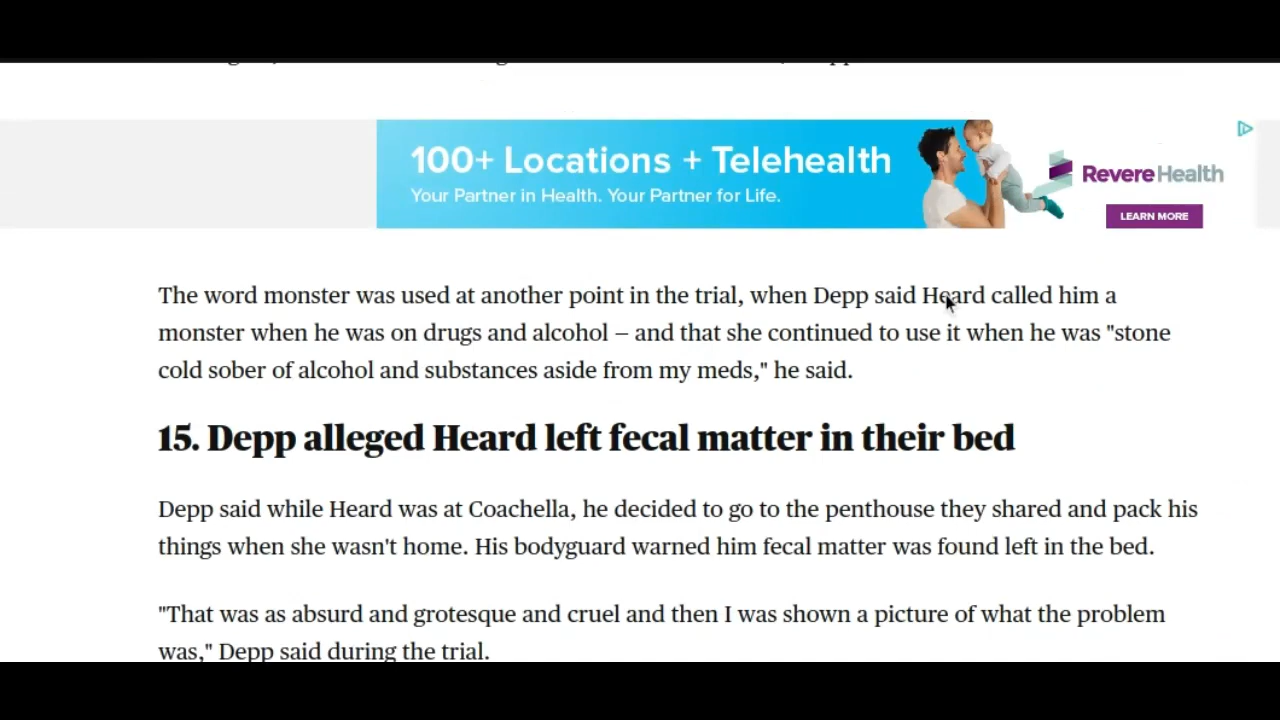 100+ Locations + Telehealth
Your Partner in Health. Your Partner for Life.
RevereHealth
LEARN MORE
The word monster was used at another point in the trial, when Depp said Heard called him a
monster when he was on drugs and alcohol – and that she continued to use it when he was "stone
cold sober of alcohol and substances aside from my meds," he said.
15. Depp alleged Heard left fecal matter in their bed
Depp said while Heard was at Coachella, he decided to go to the penthouse they shared and pack his
things when she wasn't home. His bodyguard warned him fecal matter was found left in the bed.
"That was as absurd and grotesque and cruel and then I was shown a picture of what the problem
was," Depp said during the trial.